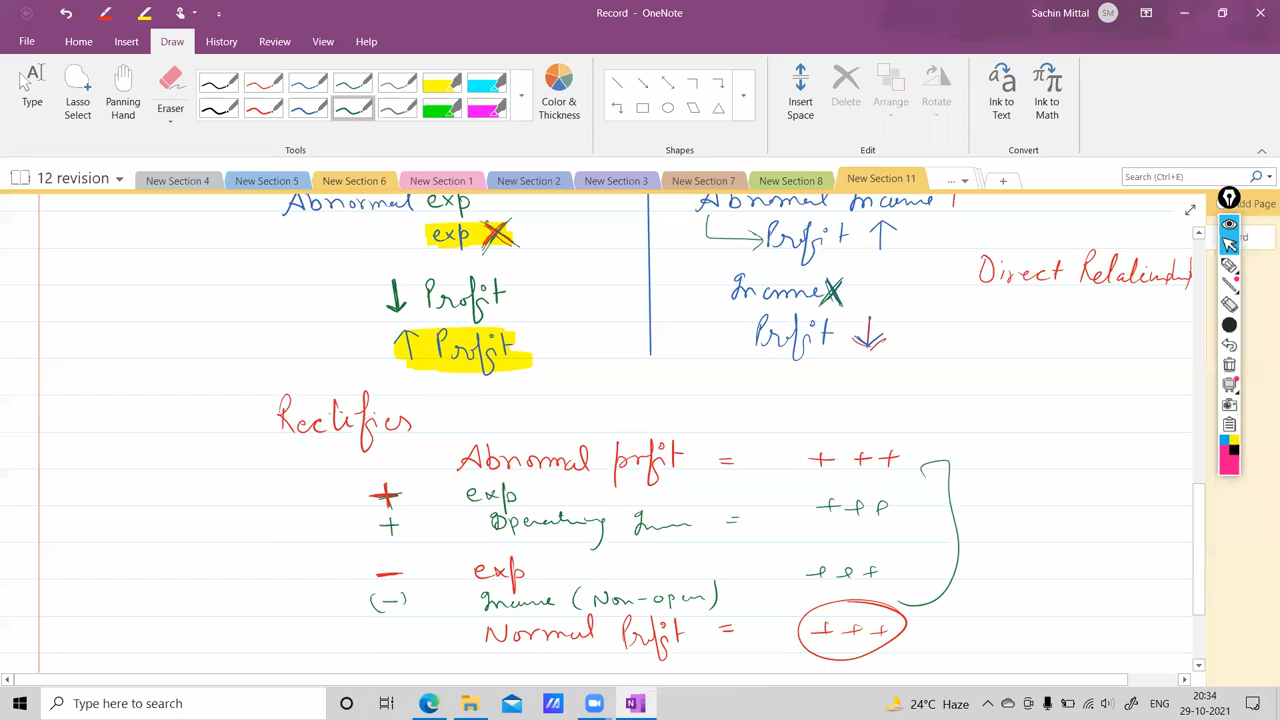 Record - OneNote
Sachin Mittal SM
File Home Insert Draw History Review View Help
Type
Lasso Select
Panning Hand
Eraser
Color & Thickness
Insert Space
Delete
Arrange
Rotate
Ink to Text
Ink to Math
Tools
Shapes
Edit
Convert
12 revision
New Section 4
New Section 5
New Section 6
New Section 1
New Section 2
New Section 3
New Section 7
New Section 8
New Section 11
...
Search (Ctrl+E)
Add Page
Abnormal exp
exp X
↓ Profit
↑ Profit
Abnormal Income
Profit ↑
Income X
Profit ↓
Direct
Rectifies
Abnormal profit = + + +
+ exp
+ Operating =
- exp
(-) Income (Non-open)
Normal Profit = + + +
Type here to search
24°C Haze
ENG
20:34
29-10-2021